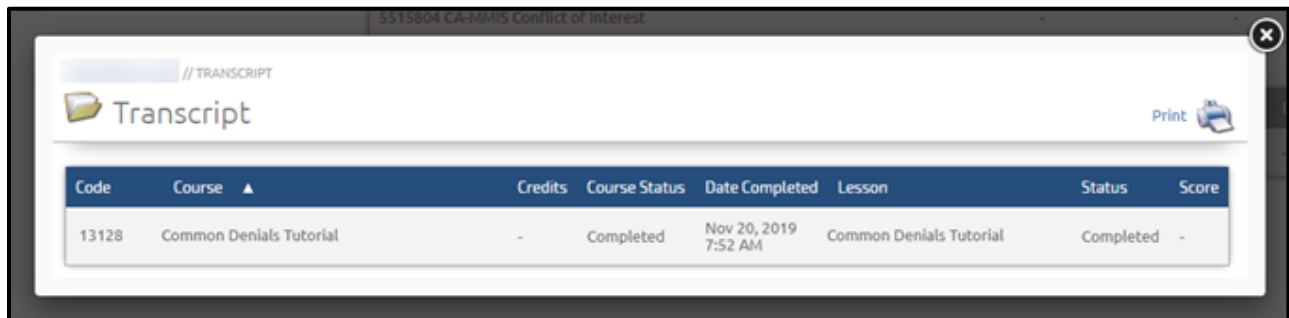 5515804 CA-MMIS Conflict of Interest - -
// TRANSCRIPT
Transcript
Print
Code Course ▲ Credits Course Status Date Completed Lesson Status Score
13128 Common Denials Tutorial - Completed Nov 20, 2019 Common Denials Tutorial Completed -
7:52 AM